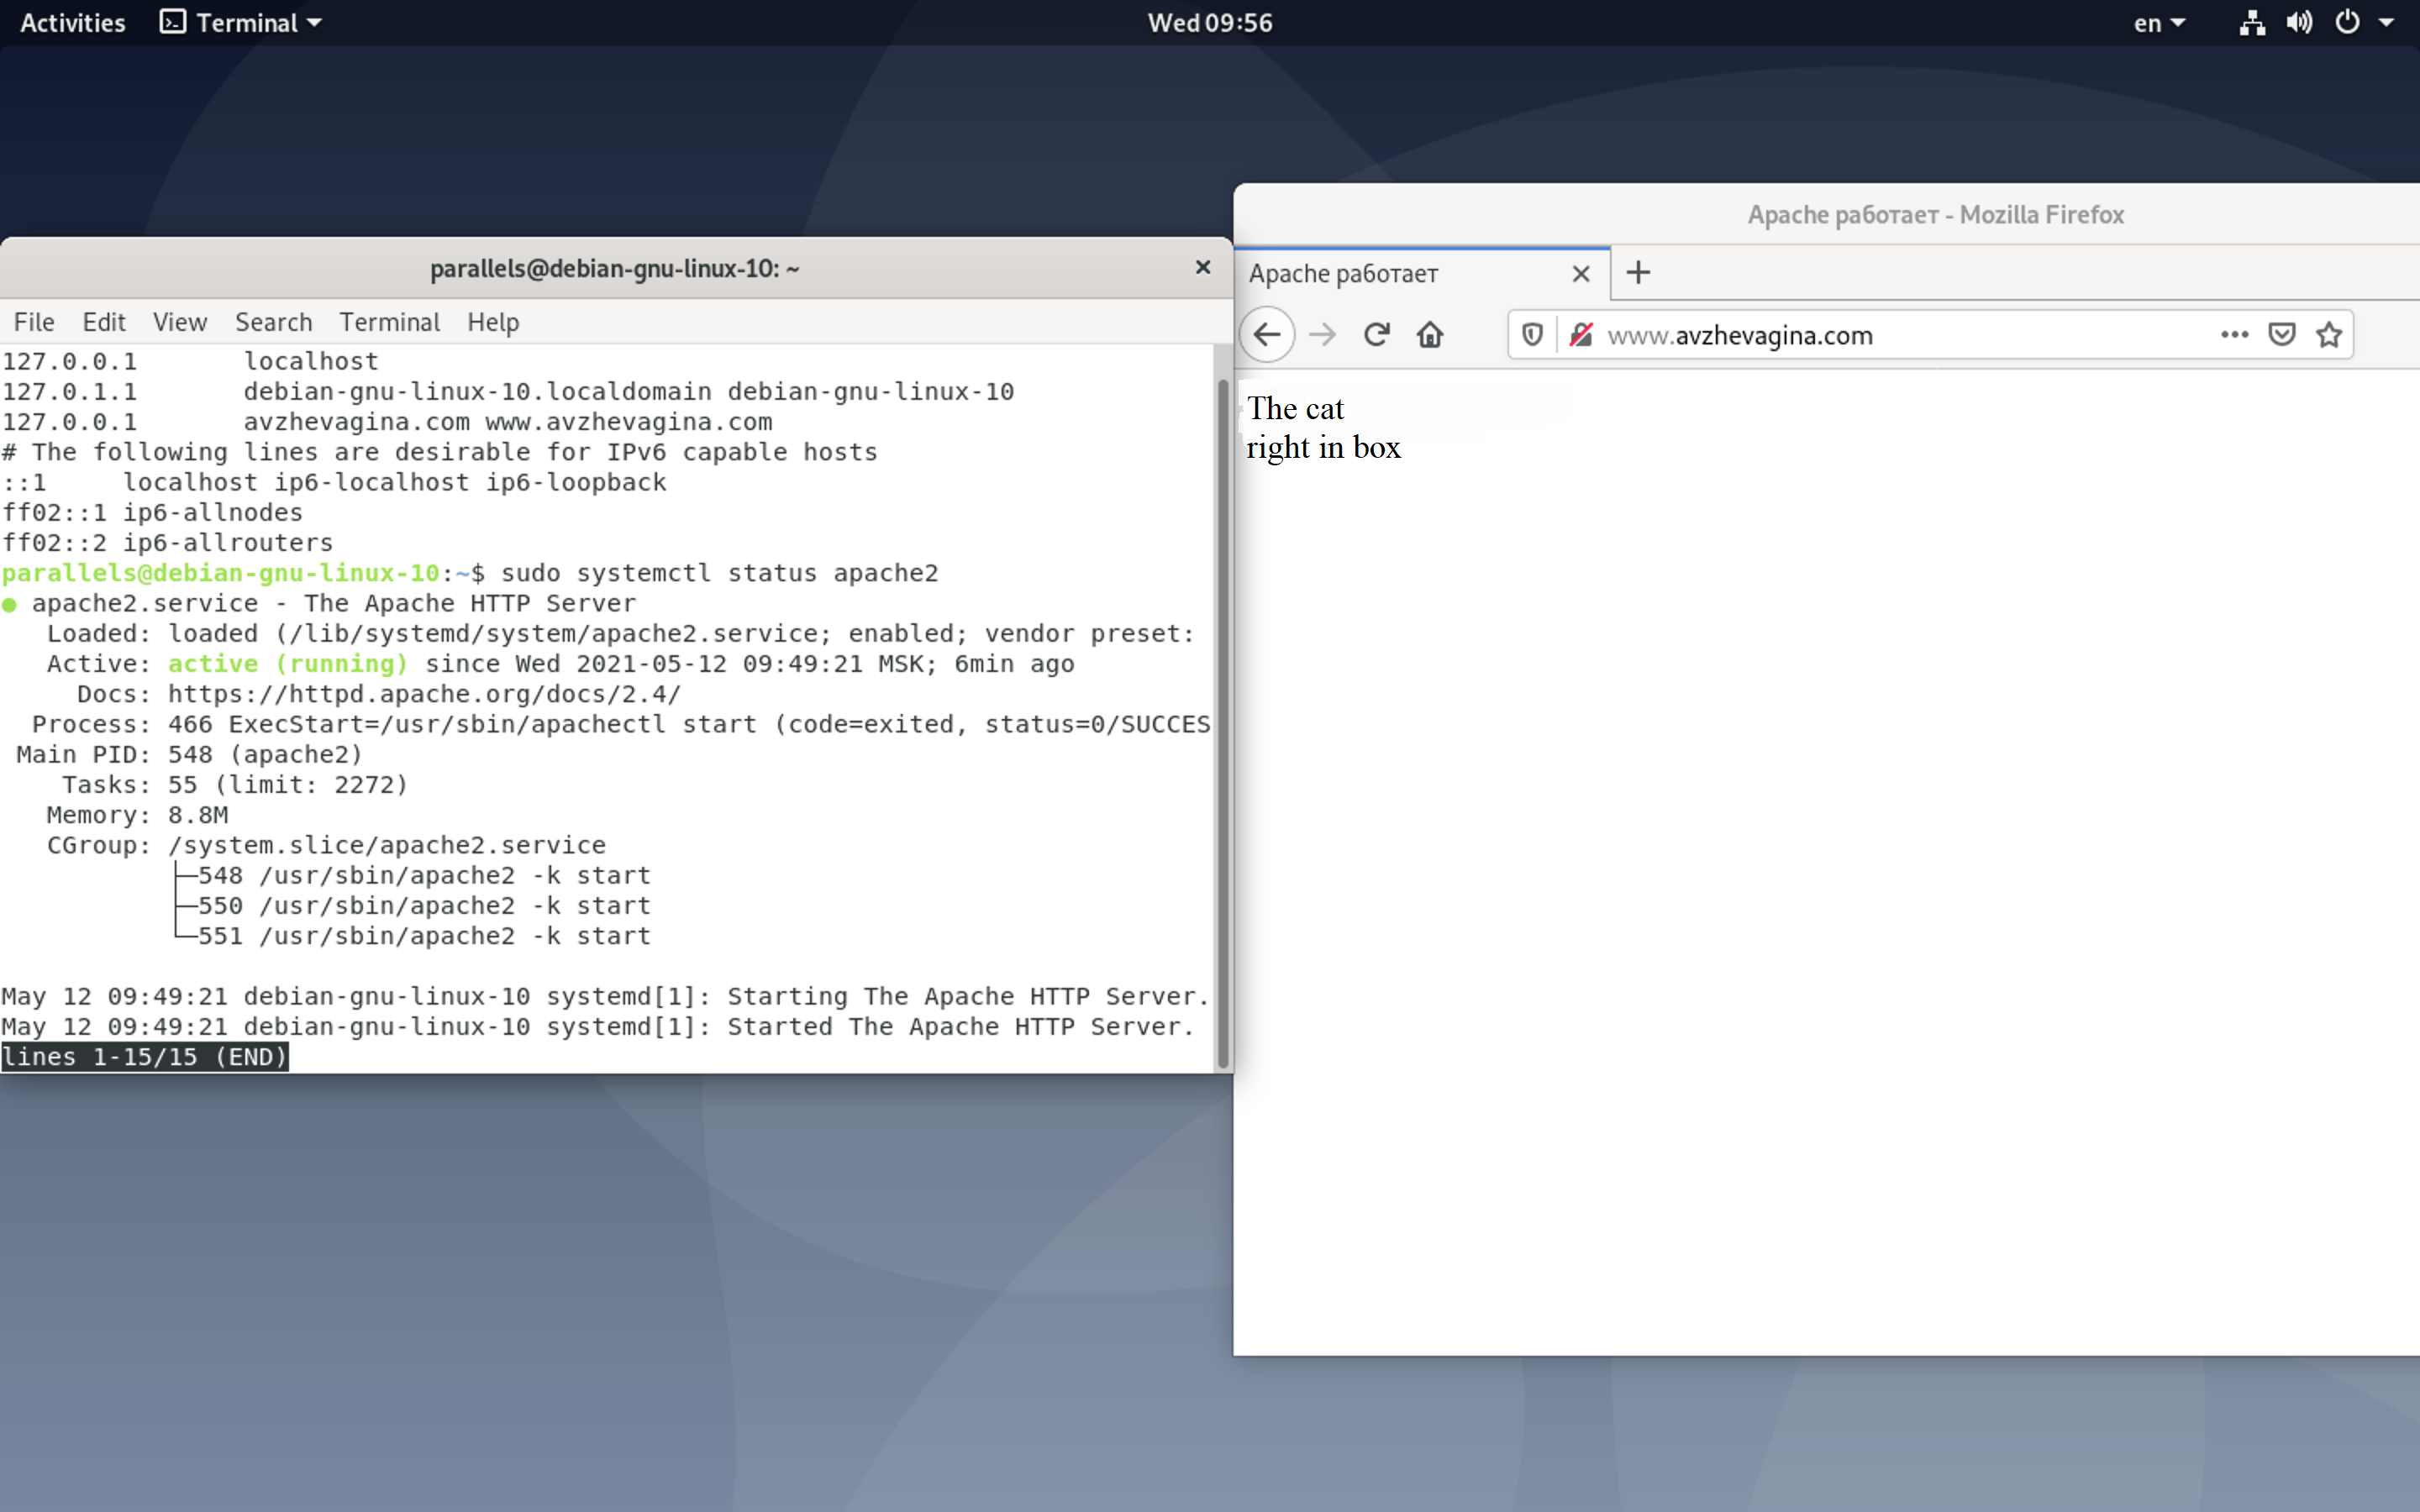 Activities Terminal Wed 09:56 en
parallels@debian-gnu-linux-10: ~
File Edit View Search Terminal Help
127.0.0.1       localhost
127.0.1.1       debian-gnu-linux-10.localdomain debian-gnu-linux-10
127.0.0.1       avzhevagina.com www.avzhevagina.com
# The following lines are desirable for IPv6 capable hosts
::1     localhost ip6-localhost ip6-loopback
ff02::1 ip6-allnodes
ff02::2 ip6-allrouters
parallels@debian-gnu-linux-10:~$ sudo systemctl status apache2
● apache2.service - The Apache HTTP Server
   Loaded: loaded (/lib/systemd/system/apache2.service; enabled; vendor preset:
   Active: active (running) since Wed 2021-05-12 09:49:21 MSK; 6min ago
     Docs: https://httpd.apache.org/docs/2.4/
  Process: 466 ExecStart=/usr/sbin/apachectl start (code=exited, status=0/SUCCES
 Main PID: 548 (apache2)
    Tasks: 55 (limit: 2272)
   Memory: 8.8M
   CGroup: /system.slice/apache2.service
           ├─548 /usr/sbin/apache2 -k start
           ├─550 /usr/sbin/apache2 -k start
           └─551 /usr/sbin/apache2 -k start
May 12 09:49:21 debian-gnu-linux-10 systemd[1]: Starting The Apache HTTP Server.
May 12 09:49:21 debian-gnu-linux-10 systemd[1]: Started The Apache HTTP Server.
lines 1-15/15 (END)
Apache работает - Mozilla Firefox
Apache работает
www.avzhevagina.com
The cat
right in box